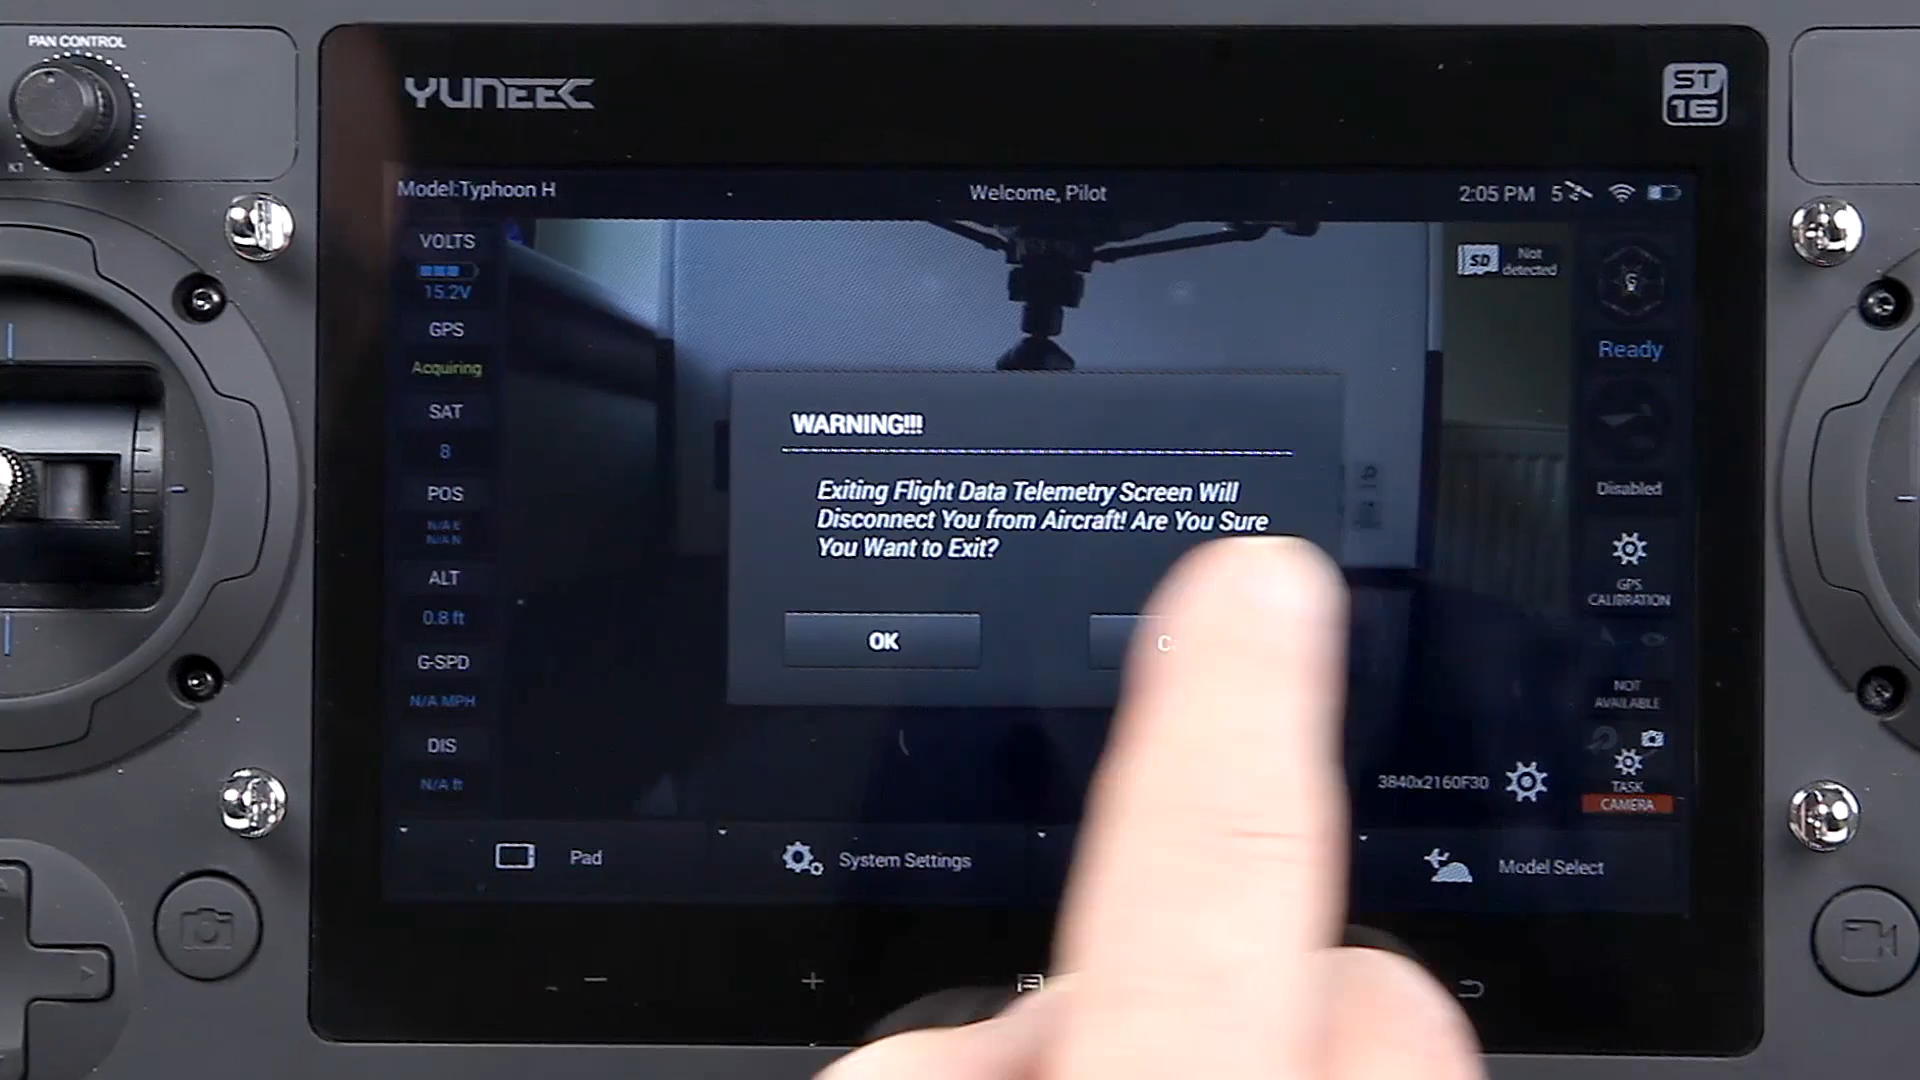 PAN CONTROL
K1
YUNEEC
ST
16
Model:Typhoon H
Welcome, Pilot
2:05 PM 5
VOLTS
15.2V
GPS
Acquiring
SAT
8
POS
N/A E
N/A N
ALT
0.8 ft
G-SPD
N/A MPH
DIS
N/A ft
SD
Not
detected
WARNING!!!
Exiting Flight Data Telemetry Screen Will
Disconnect You from Aircraft! Are You Sure
You Want to Exit?
OK
Ready
Disabled
GPS
CALIBRATION
NOT
AVAILABLE
3840x2160F30
TASK
CAMERA
Pad
System Settings
Model Select